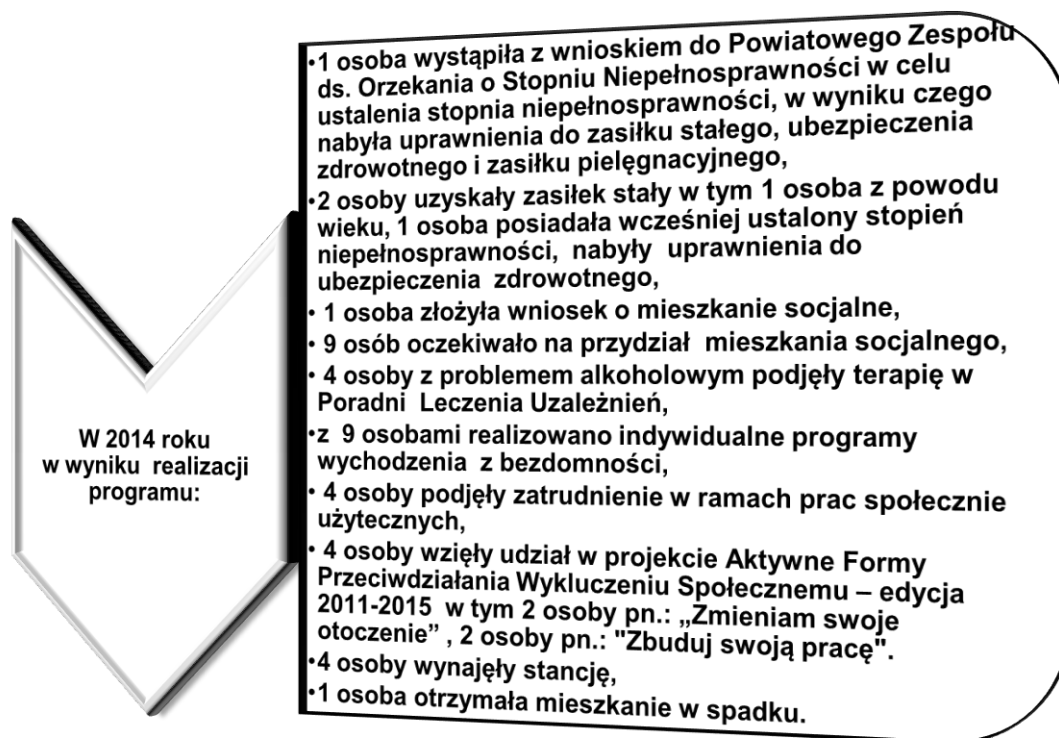 W 2014 roku
w wyniku realizacji
programu:
•1 osoba wystąpiła z wnioskiem do Powiatowego Zespołu
ds. Orzekania o Stopniu Niepełnosprawności w celu
ustalenia stopnia niepełnosprawności, w wyniku czego
nabyła uprawnienia do zasiłku stałego, ubezpieczenia
zdrowotnego i zasiłku pielęgnacyjnego,
•2 osoby uzyskały zasiłek stały w tym 1 osoba z powodu
wieku, 1 osoba posiadała wcześniej ustalony stopień
niepełnosprawności, nabyły uprawnienia do
ubezpieczenia zdrowotnego,
• 1 osoba złożyła wniosek o mieszkanie socjalne,
• 9 osób oczekiwało na przydział mieszkania socjalnego,
• 4 osoby z problemem alkoholowym podjęły terapię w
Poradni Leczenia Uzależnień,
•z 9 osobami realizowano indywidualne programy
wychodzenia z bezdomności,
• 4 osoby podjęły zatrudnienie w ramach prac społecznie
użytecznych,
• 4 osoby wzięły udział w projekcie Aktywne Formy
Przeciwdziałania Wykluczeniu Społecznemu – edycja
2011-2015 w tym 2 osoby pn.: „Zmieniam swoje
otoczenie” , 2 osoby pn.: "Zbuduj swoją pracę".
•4 osoby wynajęły stancję,
•1 osoba otrzymała mieszkanie w spadku.